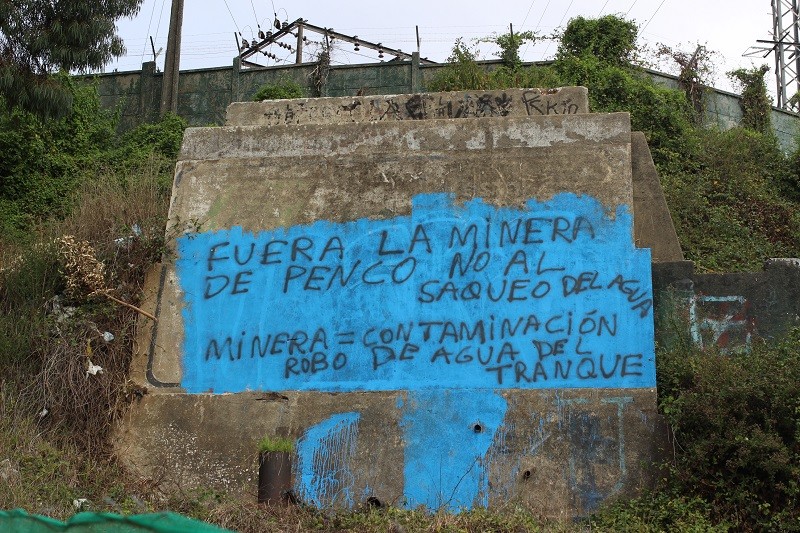 FUERA LA MINERA
DE PENCO NO AL
SAQUEO DEL AGUA
MINERA = CONTAMINACIÓN
ROBO DE AGUA DEL
TRANQUE